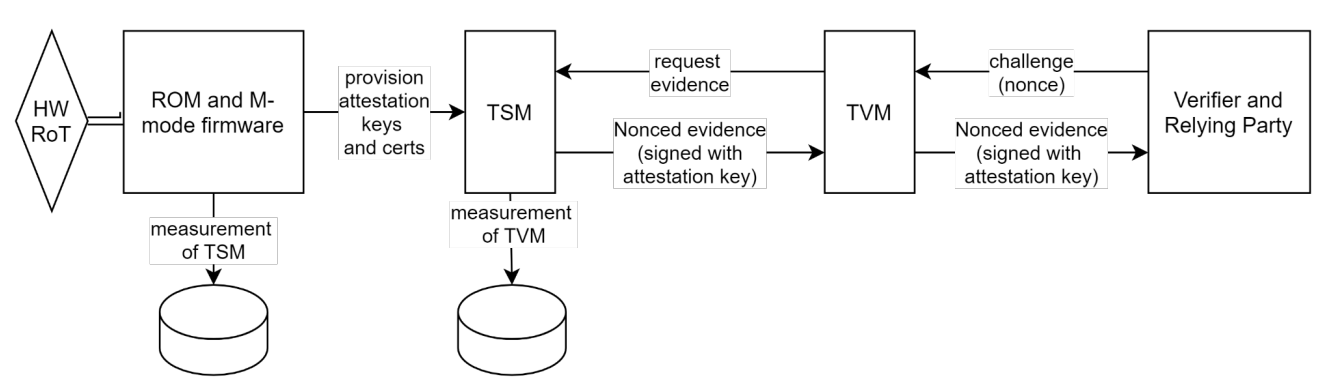 HW
RoT
ROM and M-
mode firmware
provision
attestation
keys
and certs
TSM
request
evidence
Nonced evidence
(signed with
attestation key)
TVM
challenge
(nonce)
Nonced evidence
(signed with
attestation key)
Verifier and
Relying Party
measurement
of TSM
measurement
of TVM